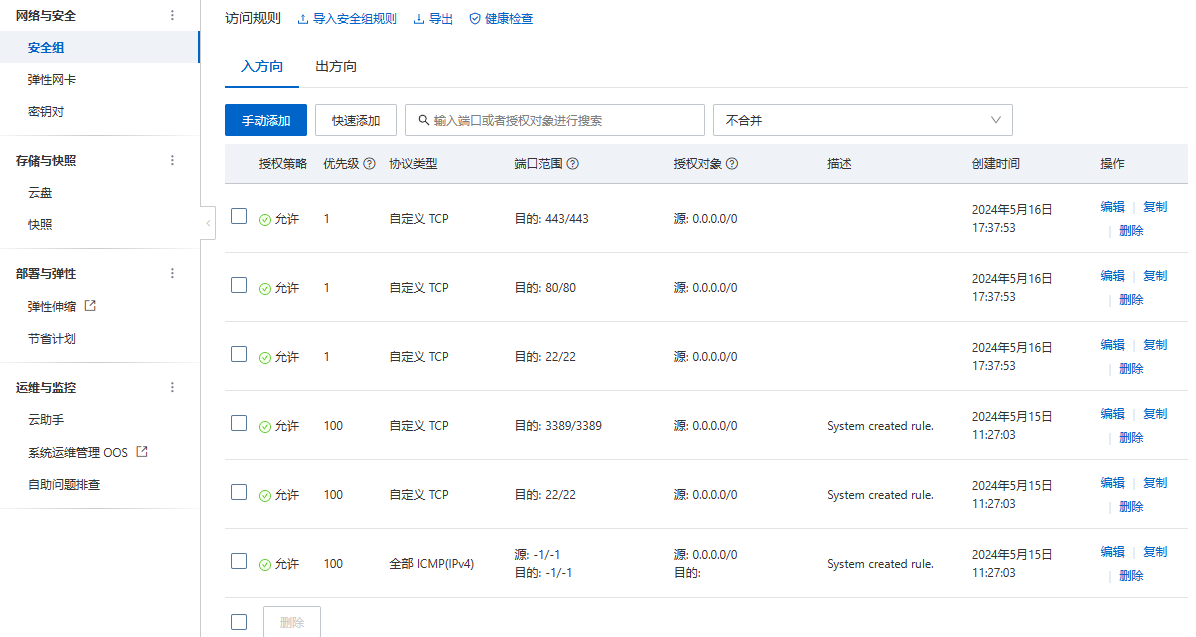 网络与安全
安全组
弹性网卡
密钥对
存储与快照
云盘
快照
部署与弹性
弹性伸缩
节省计划
运维与监控
云助手
系统运维管理 OOS
自助问题排查
访问规则 导入安全组规则 导出 健康检查
入方向 出方向
手动添加 快速添加 输入端口或者授权对象进行搜索 不合并
授权策略 优先级 协议类型 端口范围 授权对象 描述 创建时间 操作
允许 1 自定义 TCP 目的: 443/443 源: 0.0.0.0/0 2024年5月16日 17:37:53 编辑 复制 删除
允许 1 自定义 TCP 目的: 80/80 源: 0.0.0.0/0 2024年5月16日 17:37:53 编辑 复制 删除
允许 1 自定义 TCP 目的: 22/22 源: 0.0.0.0/0 2024年5月16日 17:37:53 编辑 复制 删除
允许 100 自定义 TCP 目的: 3389/3389 源: 0.0.0.0/0 System created rule. 2024年5月15日 11:27:03 编辑 复制 删除
允许 100 自定义 TCP 目的: 22/22 源: 0.0.0.0/0 System created rule. 2024年5月15日 11:27:03 编辑 复制 删除
允许 100 全部 ICMP(IPv4) 源: -1/-1 目的: -1/-1 源: 0.0.0.0/0 目的: System created rule. 2024年5月15日 11:27:03 编辑 复制 删除
删除